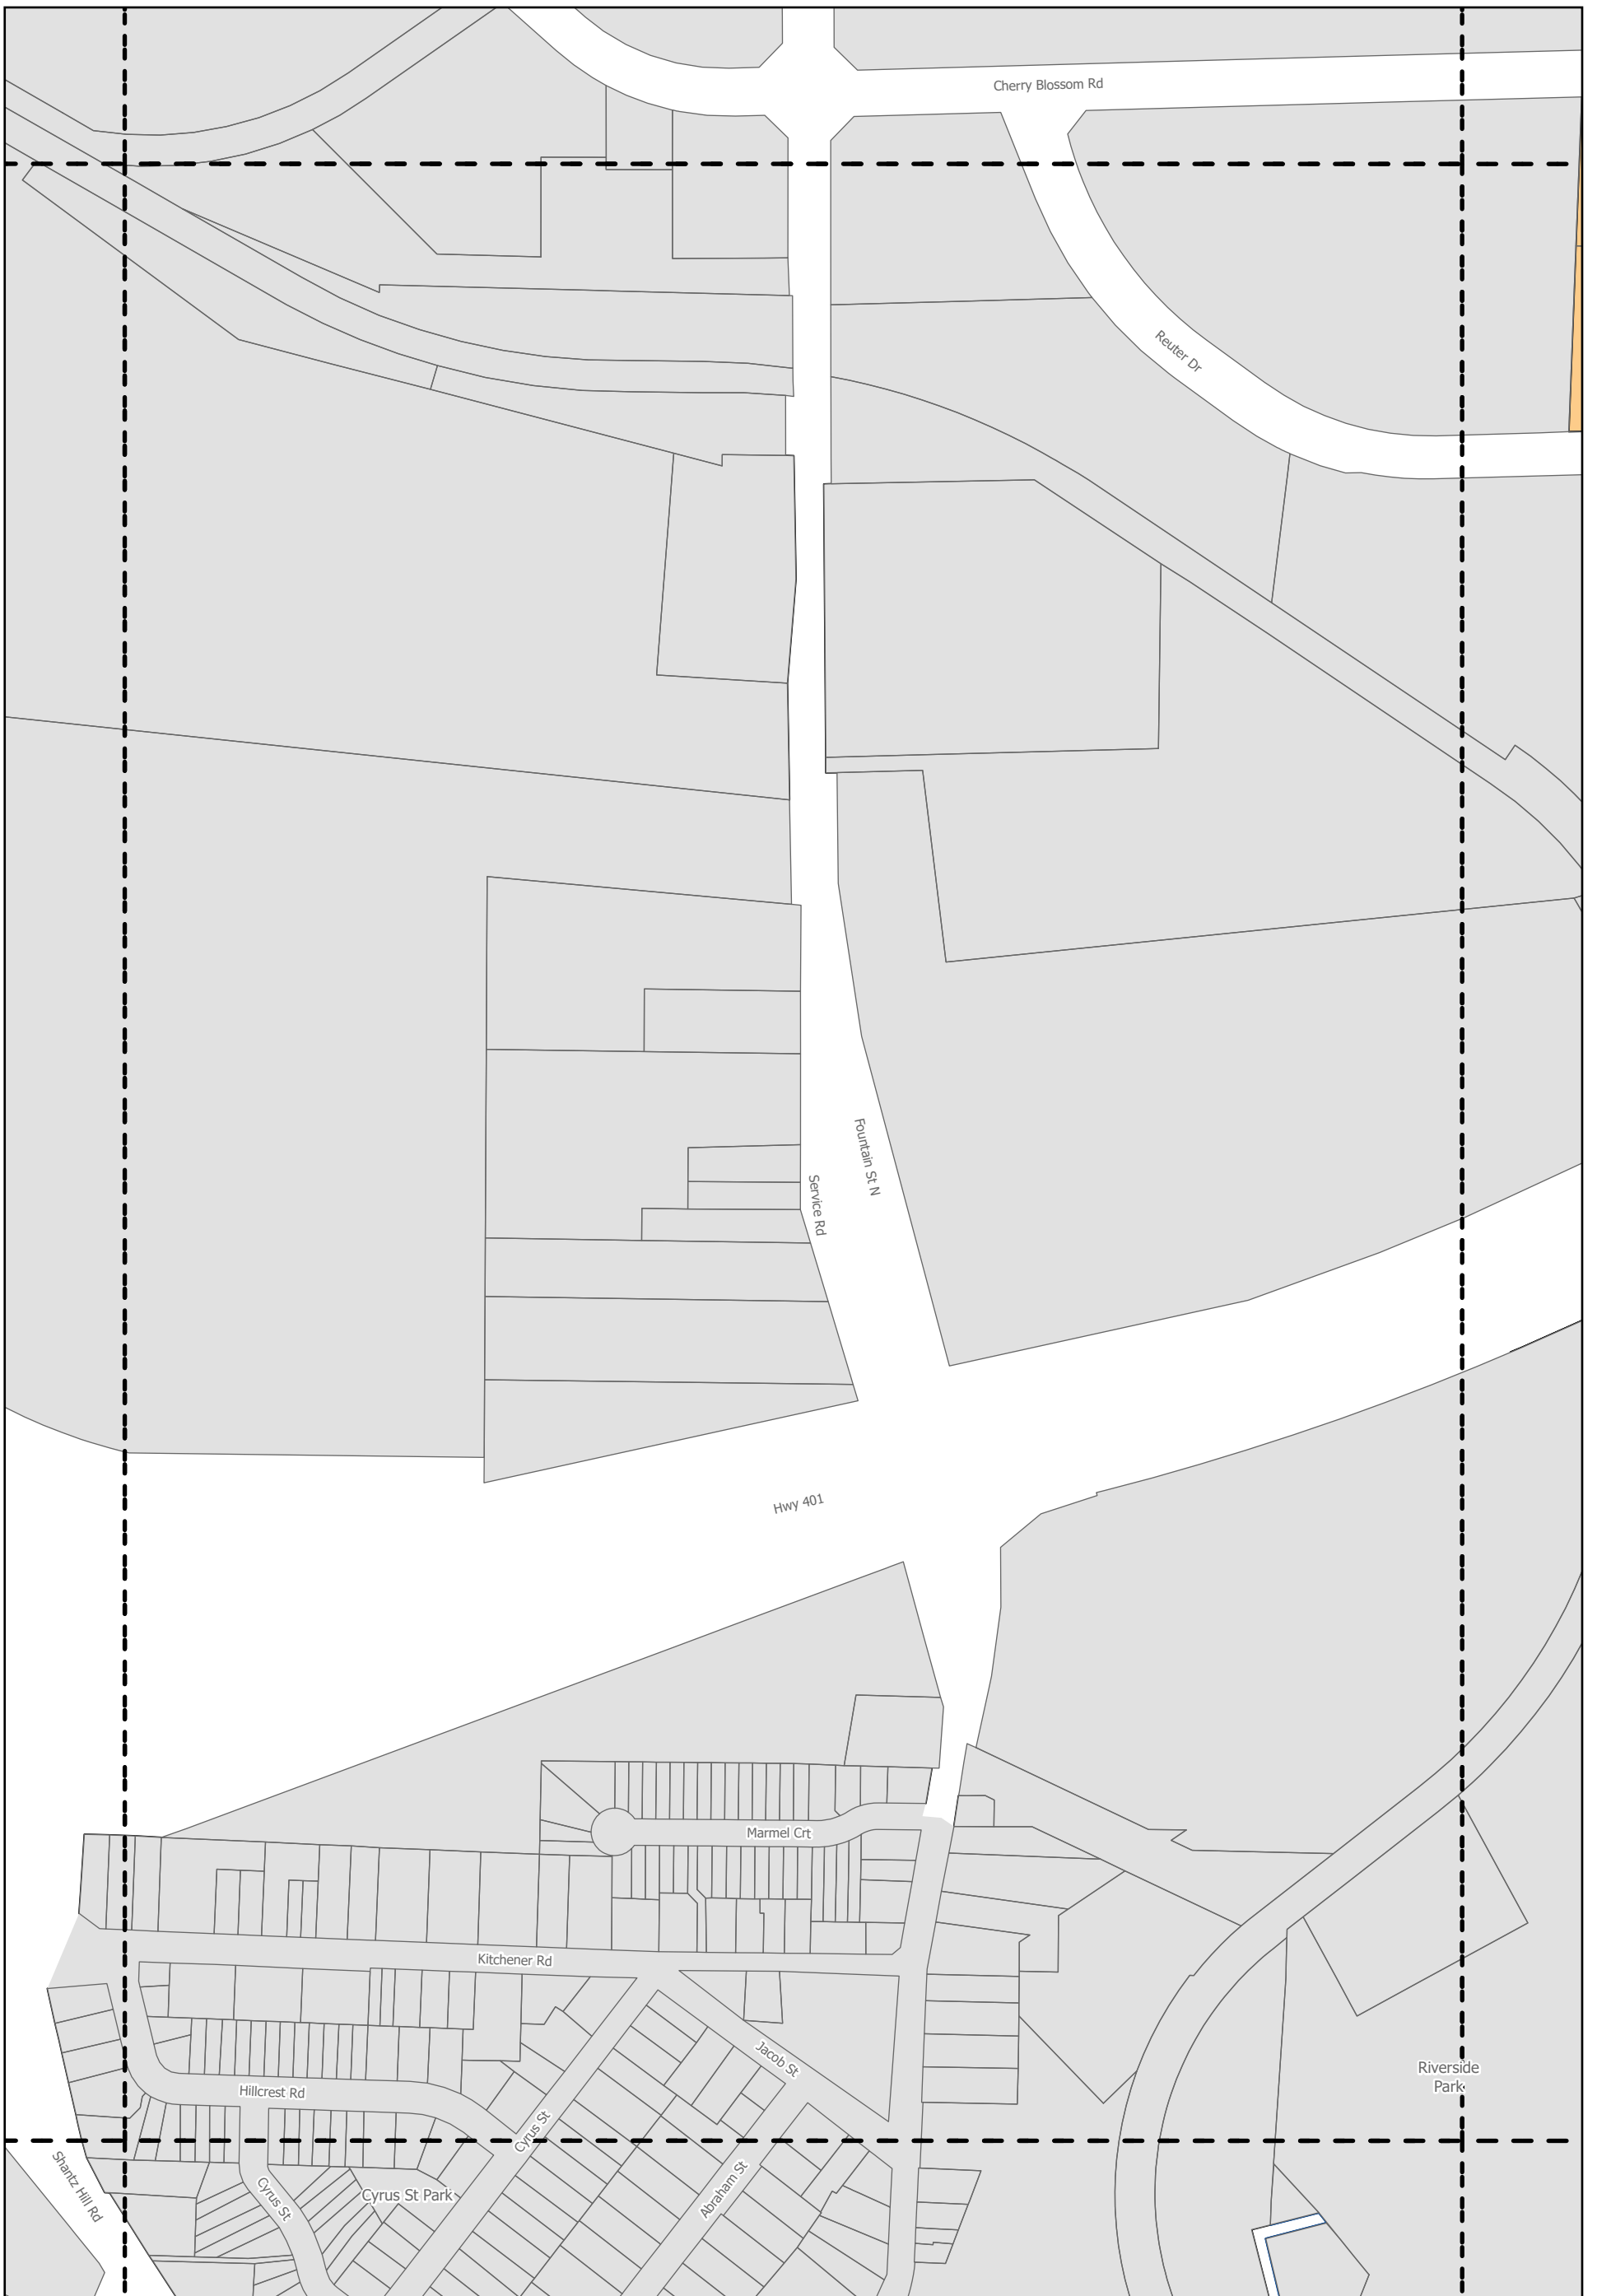 Cherry Blossom Rd
Reuter Dr
Fountain St N
Service Rd
Hwy 401
Marmel Crt
Kitchener Rd
Jacob St
Riverside
Park
Hillcrest Rd
Cyrus St
Shantz Hill Rd
Cyrus St
Cyrus St Park
Abraham St